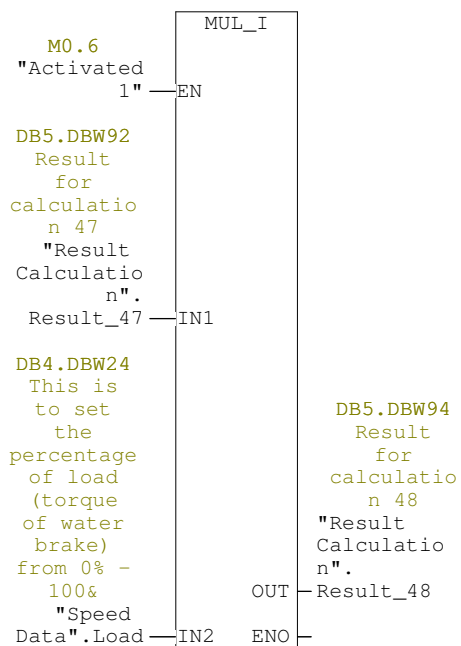 MUL_I
M0.6
"Activated
1"
EN
DB5.DBW92
Result
for
calculatio
n 47
"Result
Calculatio
n".
Result_47
IN1
DB4.DBW24
This is
to set
the
percentage
of load
(torque
of water
brake)
from 0% -
100&
"Speed
Data".Load
IN2
DB5.DBW94
Result
for
calculatio
n 48
"Result
Calculatio
n".
OUT
Result_48
ENO